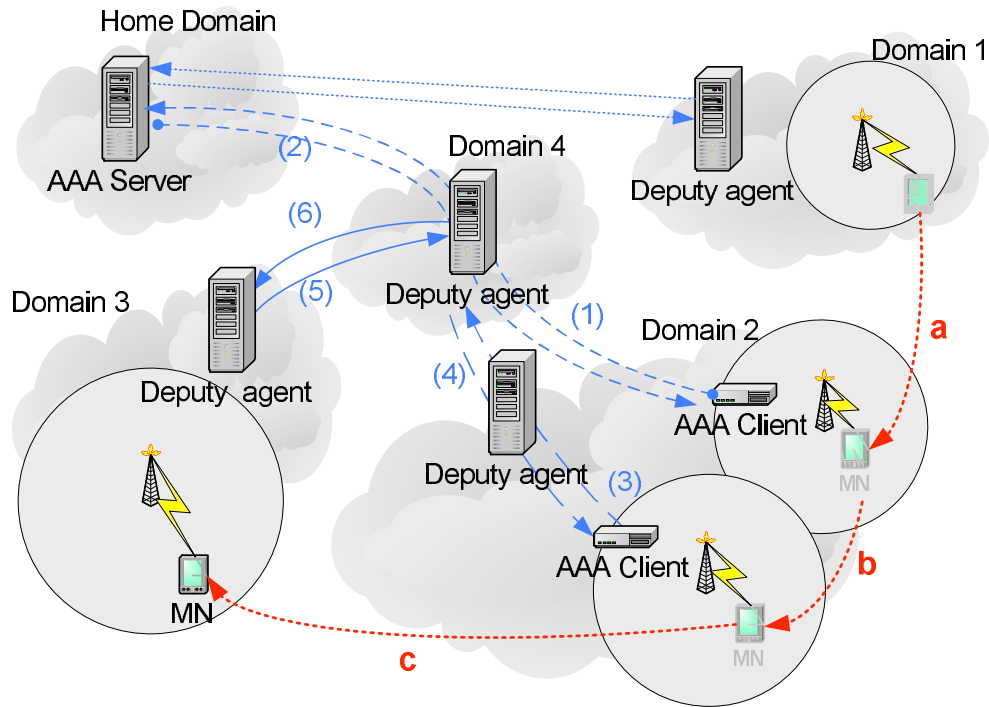 Home Domain
Domain 1
(2)
Domain 4
AAA Server
Deputy agent
(6)
Domain 3
(5)
Deputy agent
(1)
Domain 2
a
(4)
Deputy agent
AAA Client
Deputy agent
(3)
MN
AAA Client
b
MN
c
MN